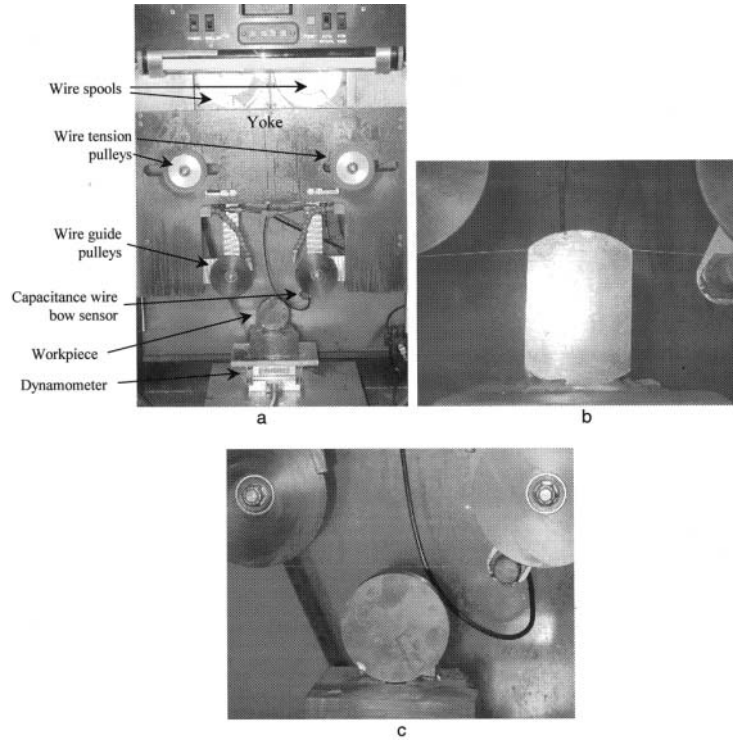 Wire spools
Yoke
Wire tension
pulleys
Wire guide
pulleys
Capacitance wire
bow sensor
Workpiece
Dynamometer
a
b
c